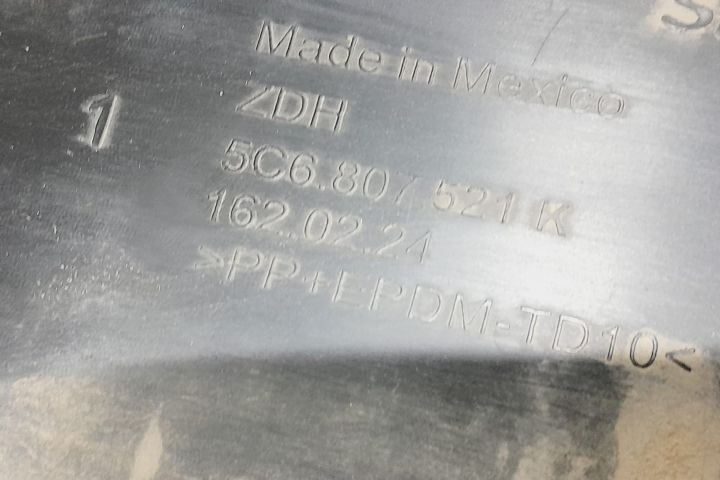 Made in Mexico
1
ZDH
5C6.807.521 K
162.02.24
>PP+EPDM-TD10<